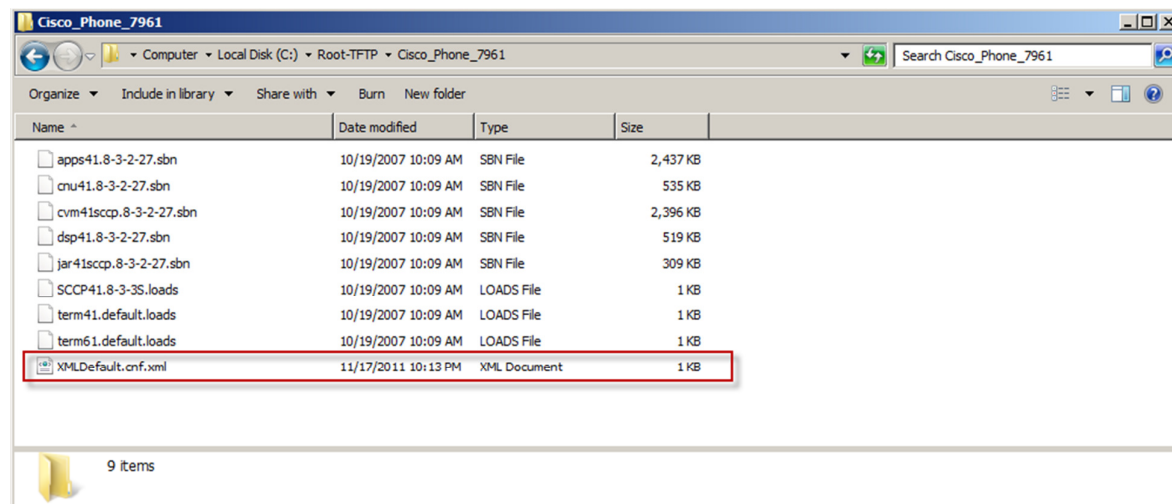 Cisco_Phone_7961
Computer Local Disk (C:) Root-TFTP Cisco_Phone_7961 Search Cisco_Phone_7961
Organize Include in library Share with Burn New folder
Name Date modified Type Size
apps41.8-3-2-27.sbn 10/19/2007 10:09 AM SBN File 2,437 KB
cnu41.8-3-2-27.sbn 10/19/2007 10:09 AM SBN File 535 KB
cvm41sccp.8-3-2-27.sbn 10/19/2007 10:09 AM SBN File 2,396 KB
dsp41.8-3-2-27.sbn 10/19/2007 10:09 AM SBN File 519 KB
jar41sccp.8-3-2-27.sbn 10/19/2007 10:09 AM SBN File 309 KB
SCCP41.8-3-3S.loads 10/19/2007 10:09 AM LOADS File 1 KB
term41.default.loads 10/19/2007 10:09 AM LOADS File 1 KB
term61.default.loads 10/19/2007 10:09 AM LOADS File 1 KB
XMLDefault.cnf.xml 11/17/2011 10:13 PM XML Document 1 KB
9 items